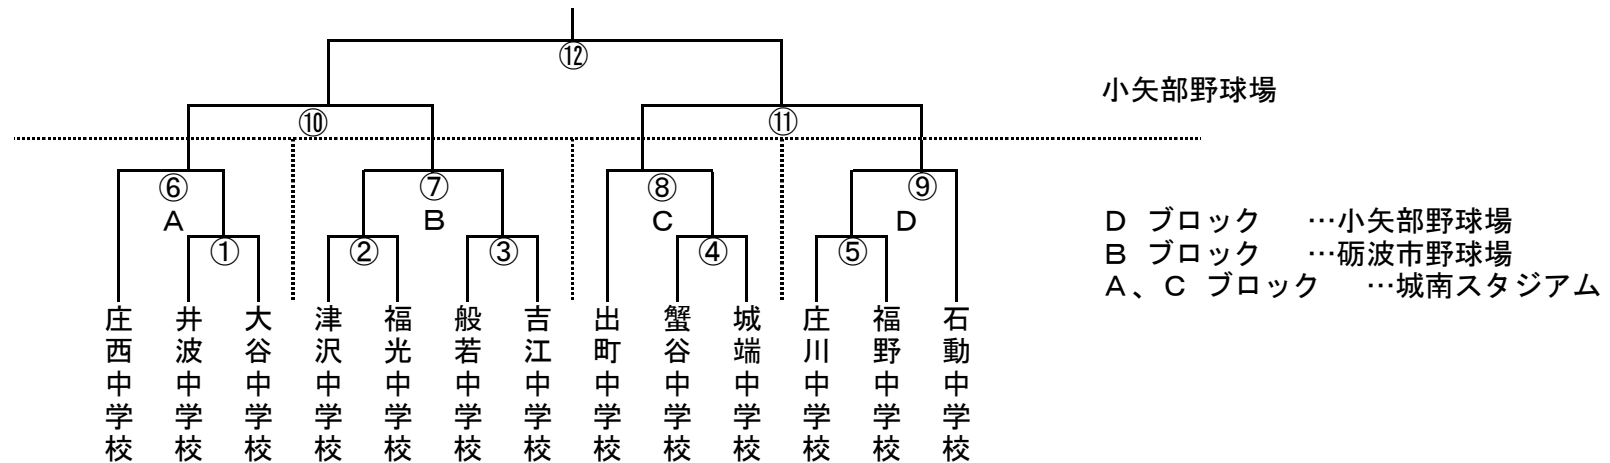 ⑫
小矢部野球場
⑩ ⑪
⑥ ⑦ ⑧ ⑨
A B C D
D ブロック …小矢部野球場
① ② ③ ④ ⑤
B ブロック …砺波市野球場
A、C ブロック …城南スタジアム
庄西中学校
井波中学校
大谷中学校
津沢中学校
福光中学校
般若中学校
吉江中学校
出町中学校
蟹谷中学校
城端中学校
庄川中学校
福野中学校
石動中学校